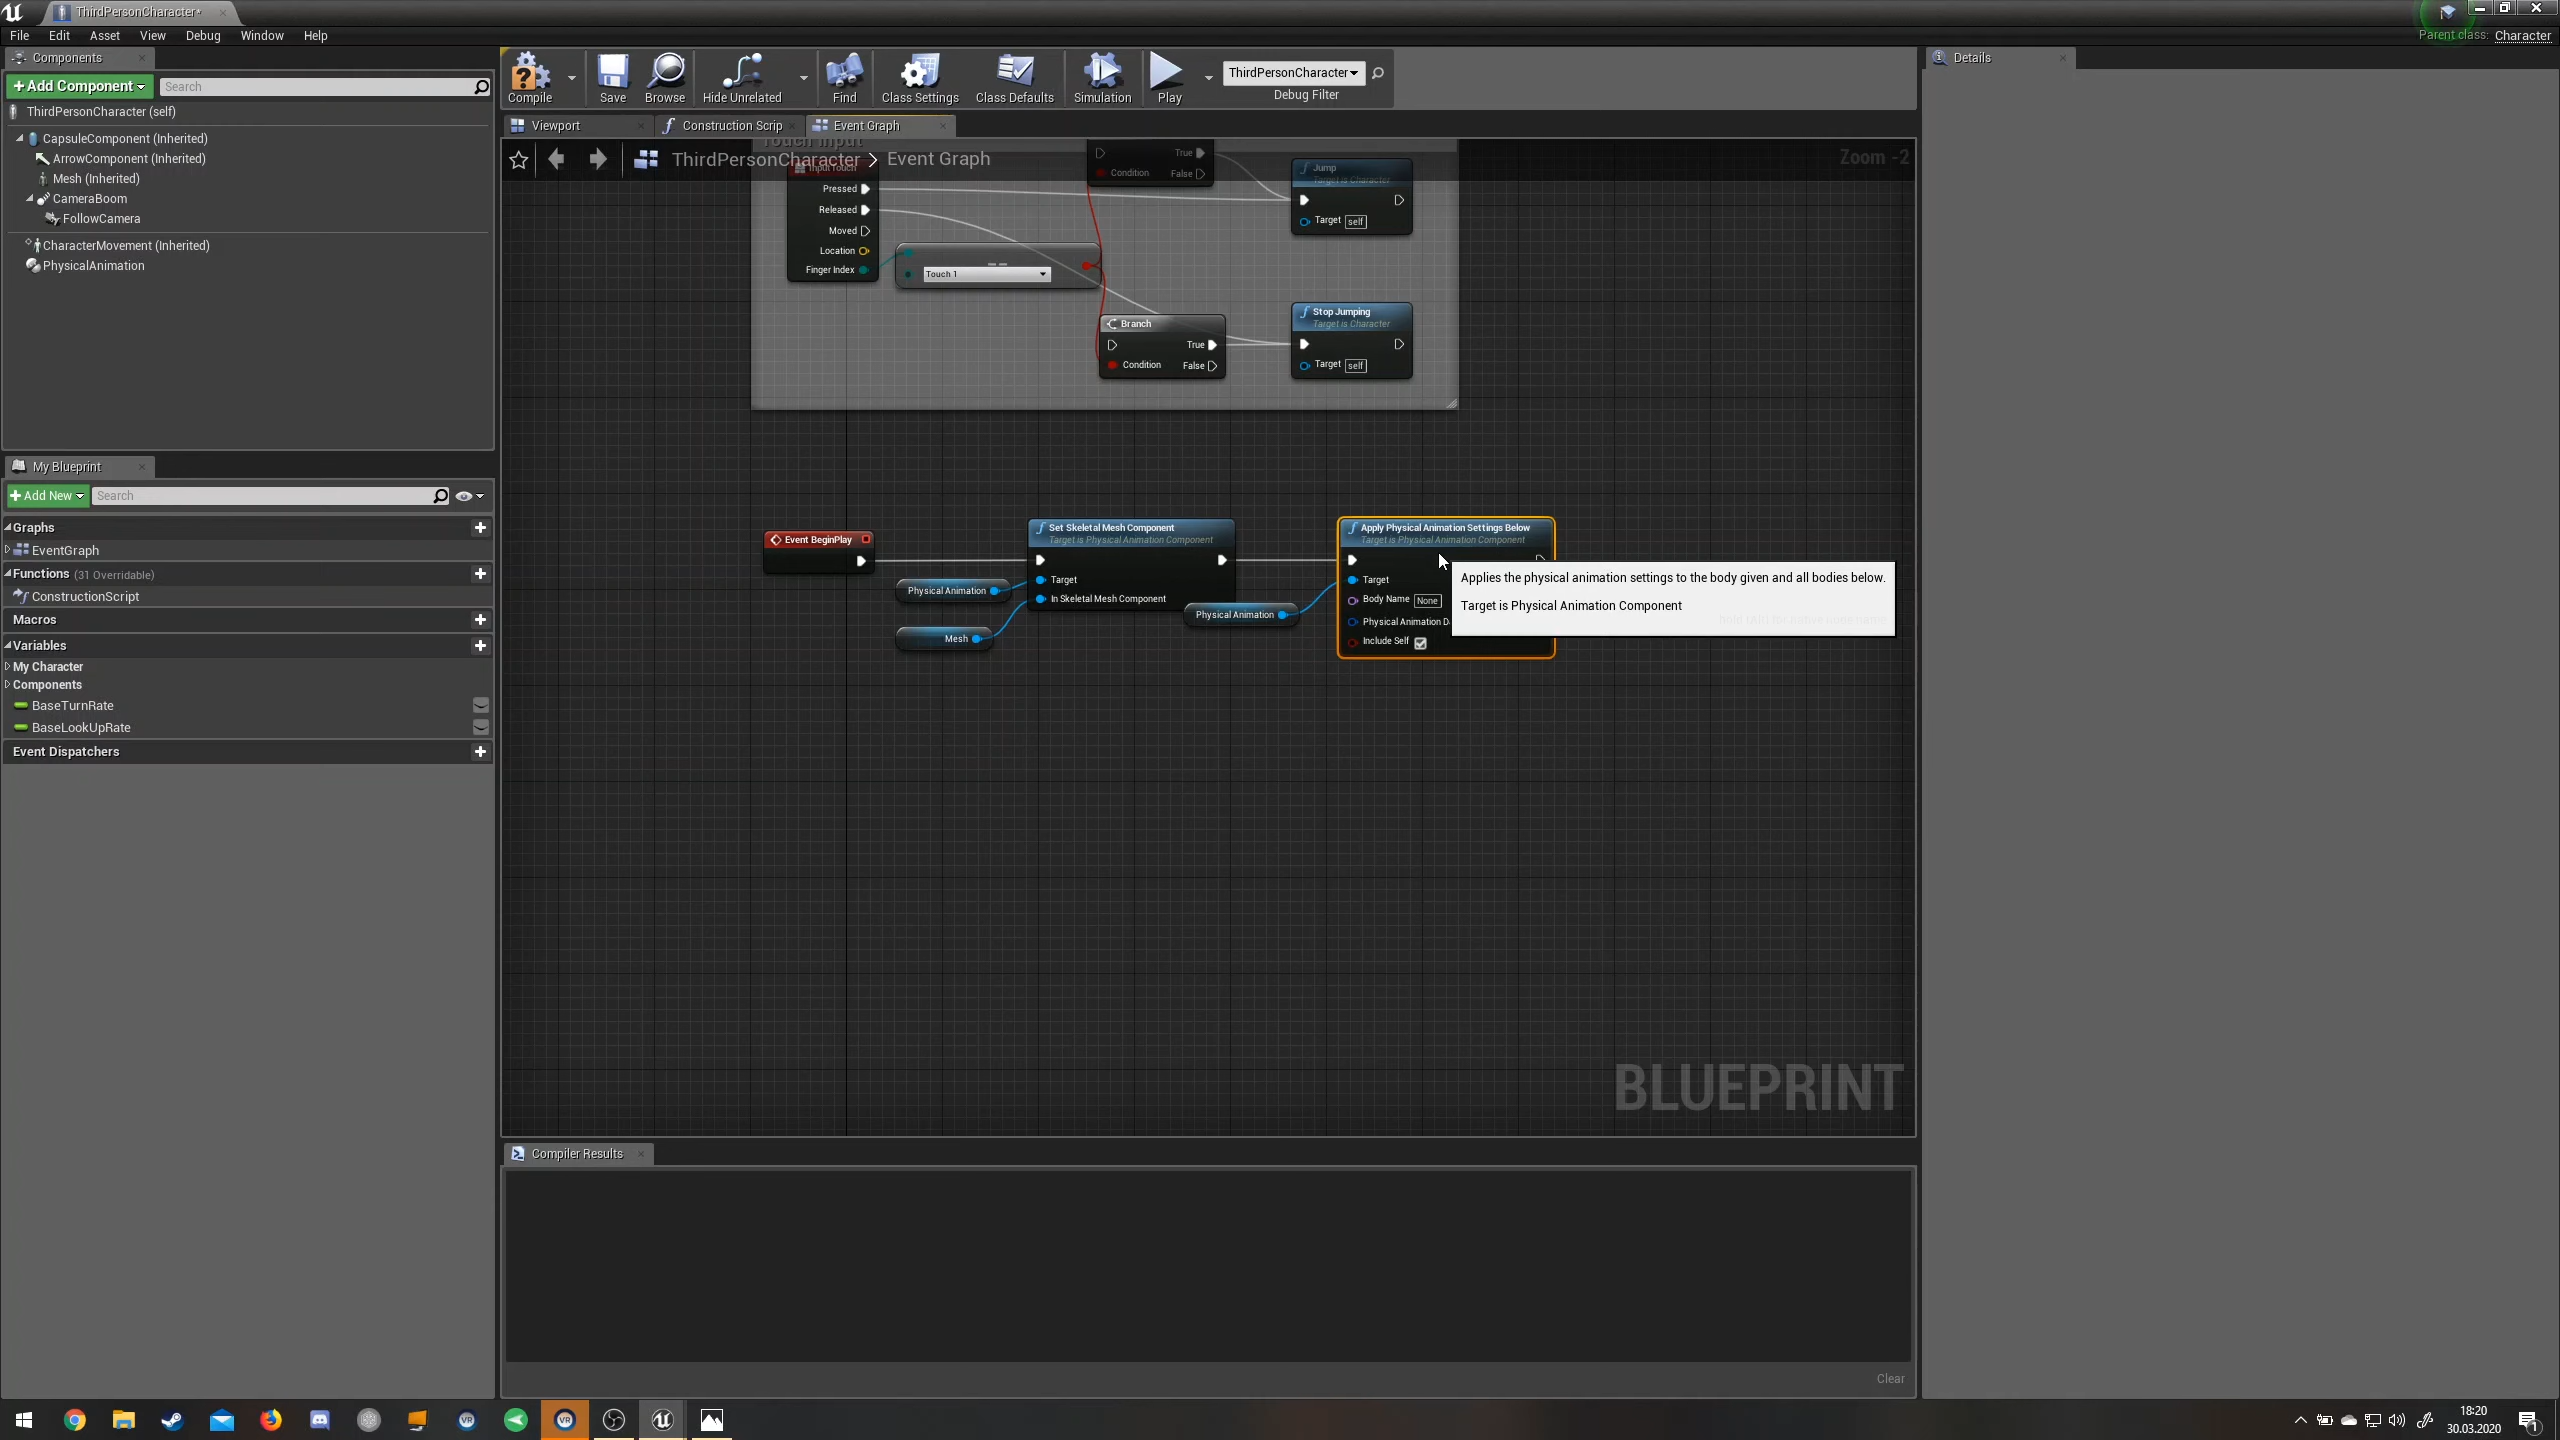 ThirdPersonCharacter*
File Edit Asset View Debug Window Help
Parent class: Character
Components
+Add Component
Search
ThirdPersonCharacter (self)
CapsuleComponent (Inherited)
ArrowComponent (Inherited)
Mesh (Inherited)
CameraBoom
FollowCamera
CharacterMovement (Inherited)
PhysicalAnimation
My Blueprint
+Add New
Search
Graphs
EventGraph
Functions (31 Overridable)
ConstructionScript
Macros
Variables
My Character
Components
BaseTurnRate
BaseLookUpRate
Event Dispatchers
Compile
Save
Browse
Hide Unrelated
Find
Class Settings
Class Defaults
Simulation
Play
ThirdPersonCharacter
Debug Filter
Viewport
Construction Scrip
Event Graph
Touch Input
ThirdPersonCharacter > Event Graph
Zoom -2
InputTouch
Pressed
Released
Moved
Location
Finger Index
Touch 1
True
Condition False
Jump
Target is Character
Target self
Branch
True
Condition False
Stop Jumping
Target is Character
Target self
Event BeginPlay
Physical Animation
Mesh
Set Skeletal Mesh Component
Target is Physical Animation Component
Target
In Skeletal Mesh Component
Physical Animation
Apply Physical Animation Settings Below
Target is Physical Animation Component
Target
Body Name None
Physical Animation D
Include Self
Applies the physical animation settings to the body given and all bodies below.
Target is Physical Animation Component
BLUEPRINT
Compiler Results
Clear
Details
18:20
30.03.2020